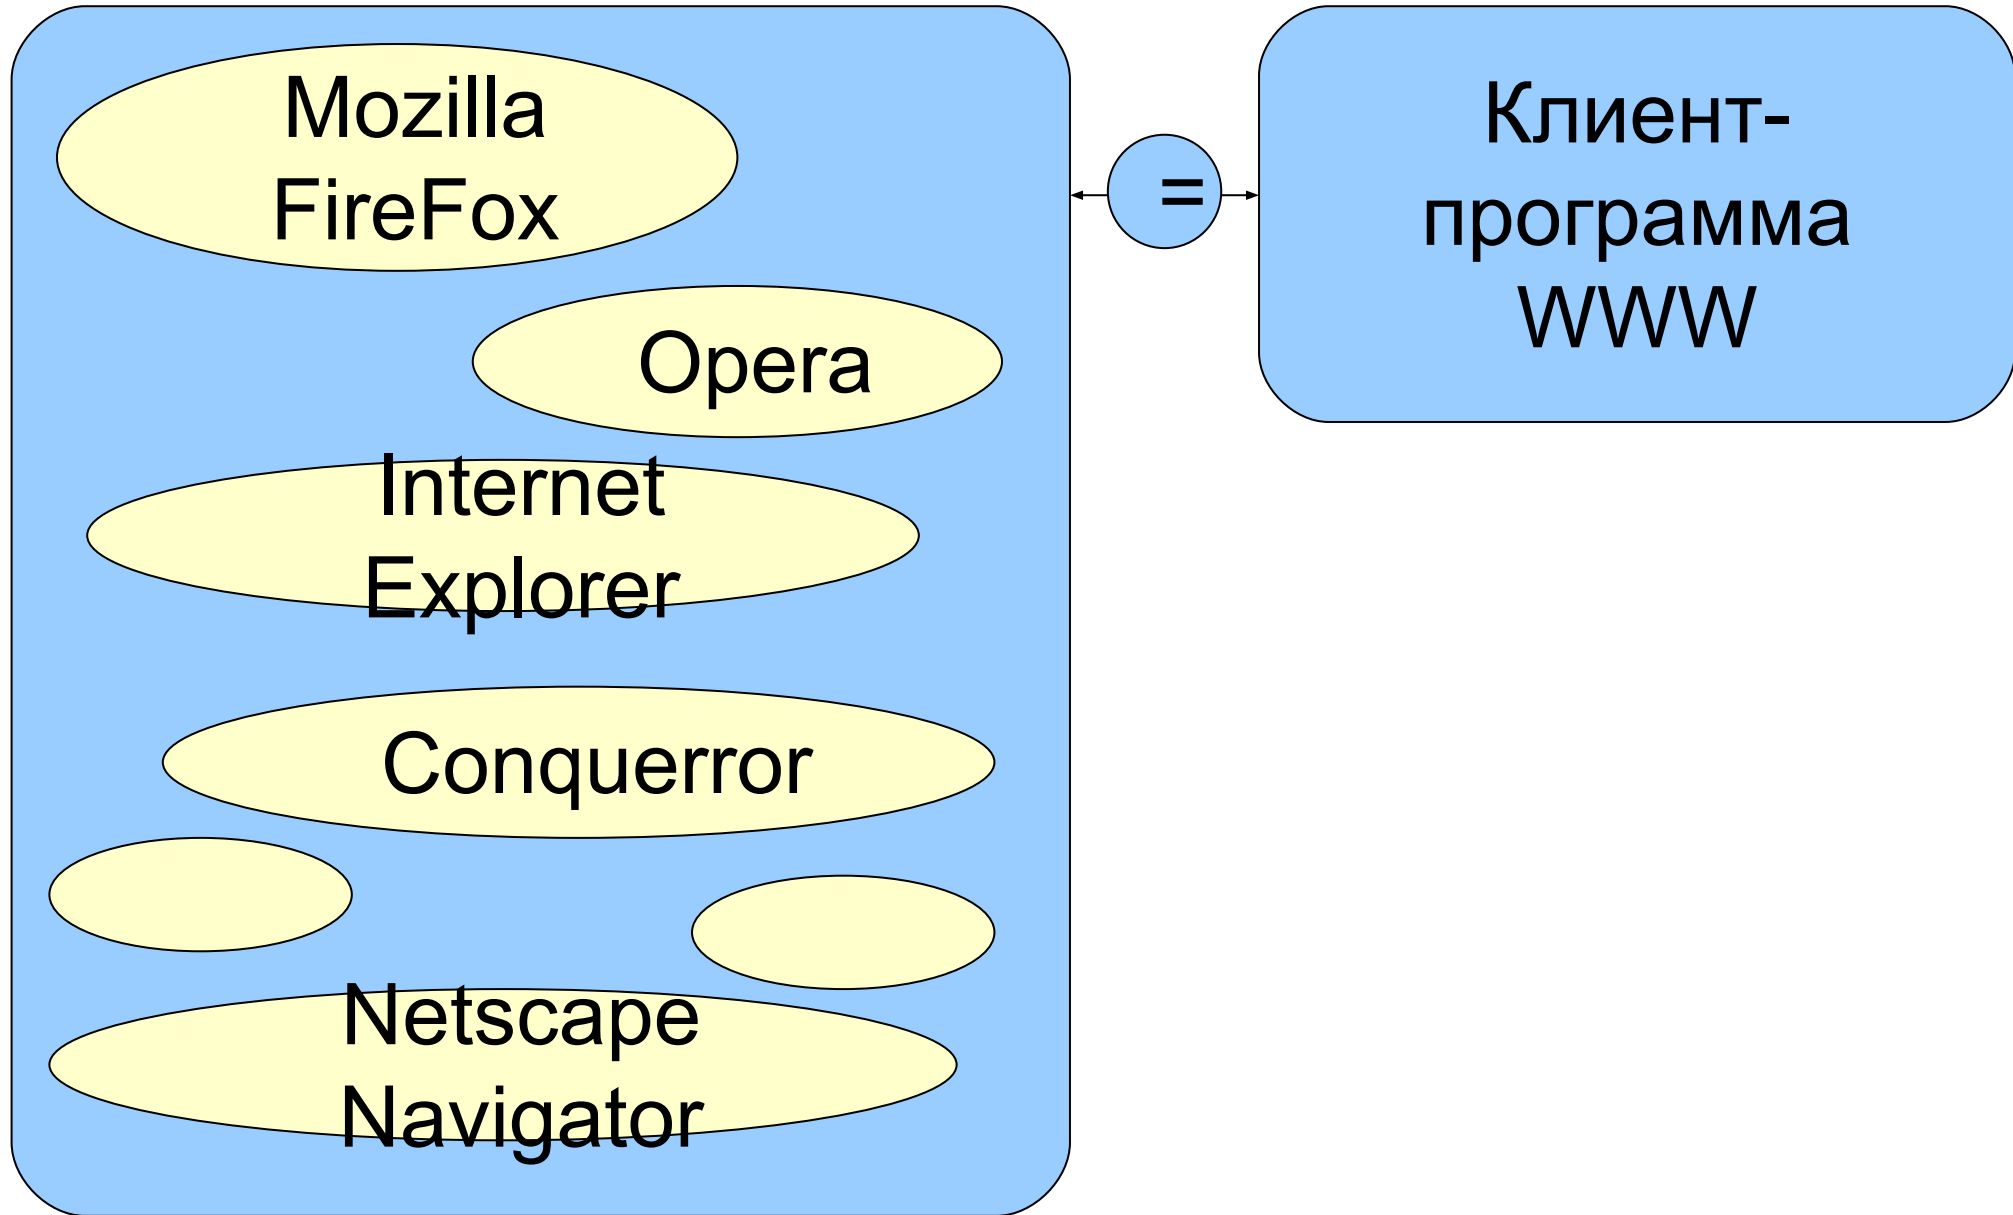 Mozilla
FireFox
Opera
Internet
Explorer
Conquerror
Netscape
Navigator
=
Клиент-
программа
WWW